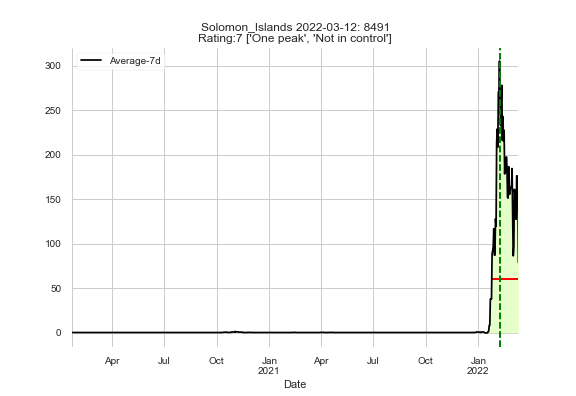 Solomon_Islands 2022-03-12: 8491
Rating:7 ['One peak', 'Not in control']
Average-7d
300
250
200
150
100
50
0
Apr Jul Oct Jan Apr Jul Oct Jan
2021 2022
Date